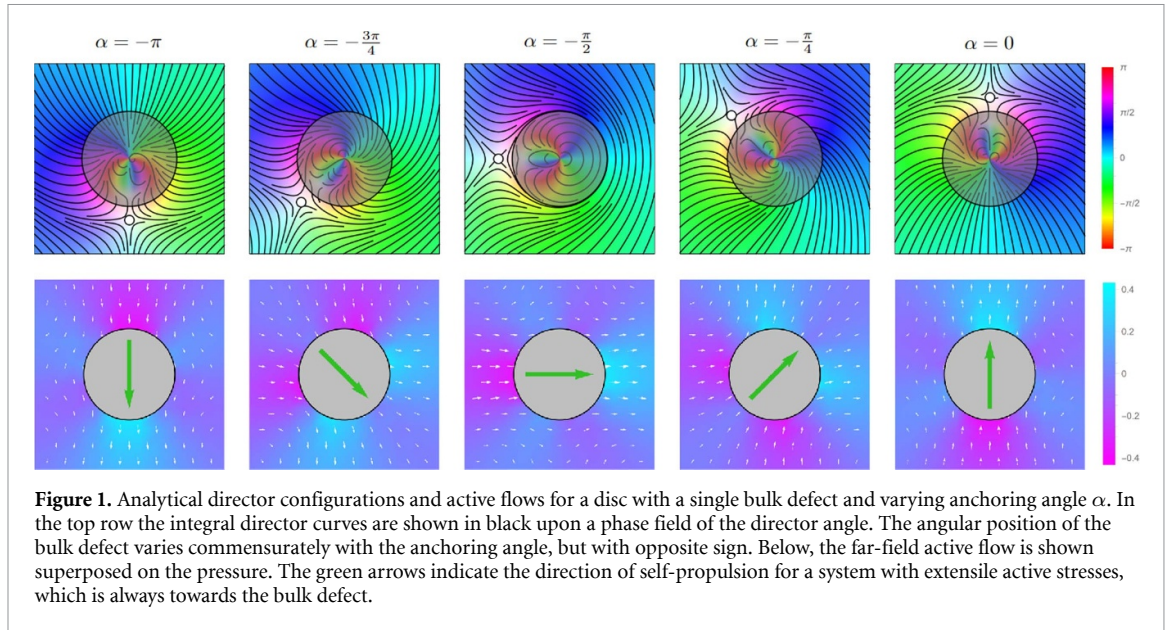 α = −π
α = −3π/4
α = −π/2
α = −π/4
α = 0
π
π/2
0
−π/2
−π
0.4
0.2
0
−0.2
−0.4
Figure 1. Analytical director configurations and active flows for a disc with a single bulk defect and varying anchoring angle α. In
the top row the integral director curves are shown in black upon a phase field of the director angle. The angular position of the
bulk defect varies commensurately with the anchoring angle, but with opposite sign. Below, the far-field active flow is shown
superposed on the pressure. The green arrows indicate the direction of self-propulsion for a system with extensile active stresses,
which is always towards the bulk defect.